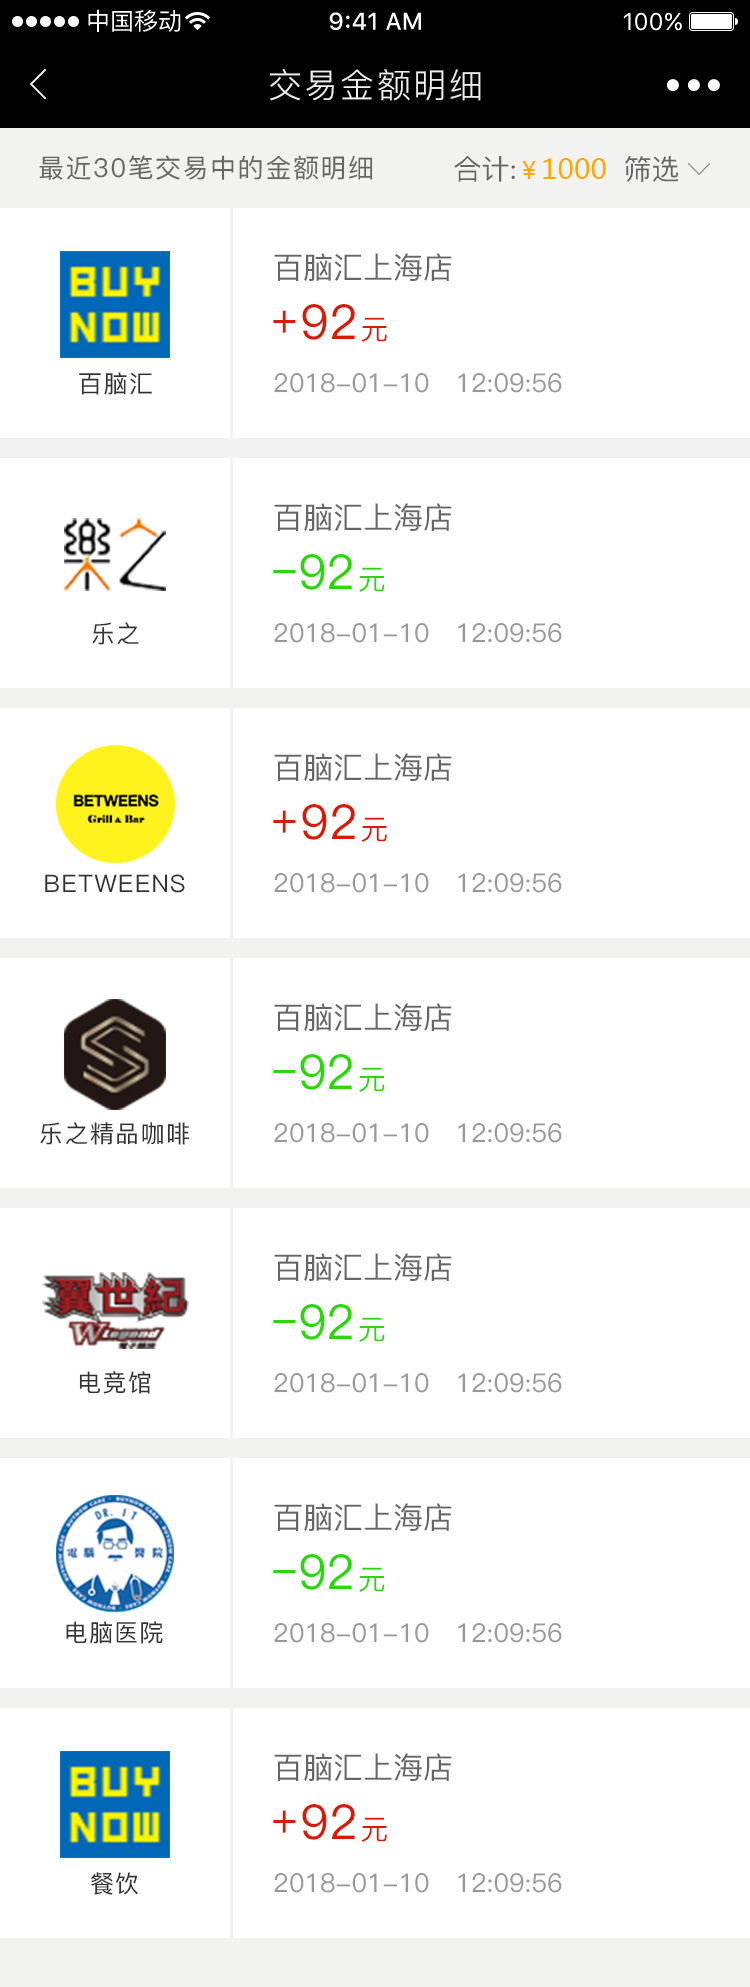 中国移动 9:41 AM 100%
交易金额明细
最近30笔交易中的金额明细 合计:¥1000 筛选
BUY
NOW
百脑汇
百脑汇上海店
+92元
2018-01-10 12:09:56
樂之
乐之
百脑汇上海店
-92元
2018-01-10 12:09:56
BETWEENS
Grill & Bar
BETWEENS
百脑汇上海店
+92元
2018-01-10 12:09:56
乐之精品咖啡
百脑汇上海店
-92元
2018-01-10 12:09:56
翼世紀
WLegend
电竞馆
百脑汇上海店
-92元
2018-01-10 12:09:56
DR. IT
電腦醫院
电脑医院
百脑汇上海店
-92元
2018-01-10 12:09:56
BUY
NOW
餐饮
百脑汇上海店
+92元
2018-01-10 12:09:56